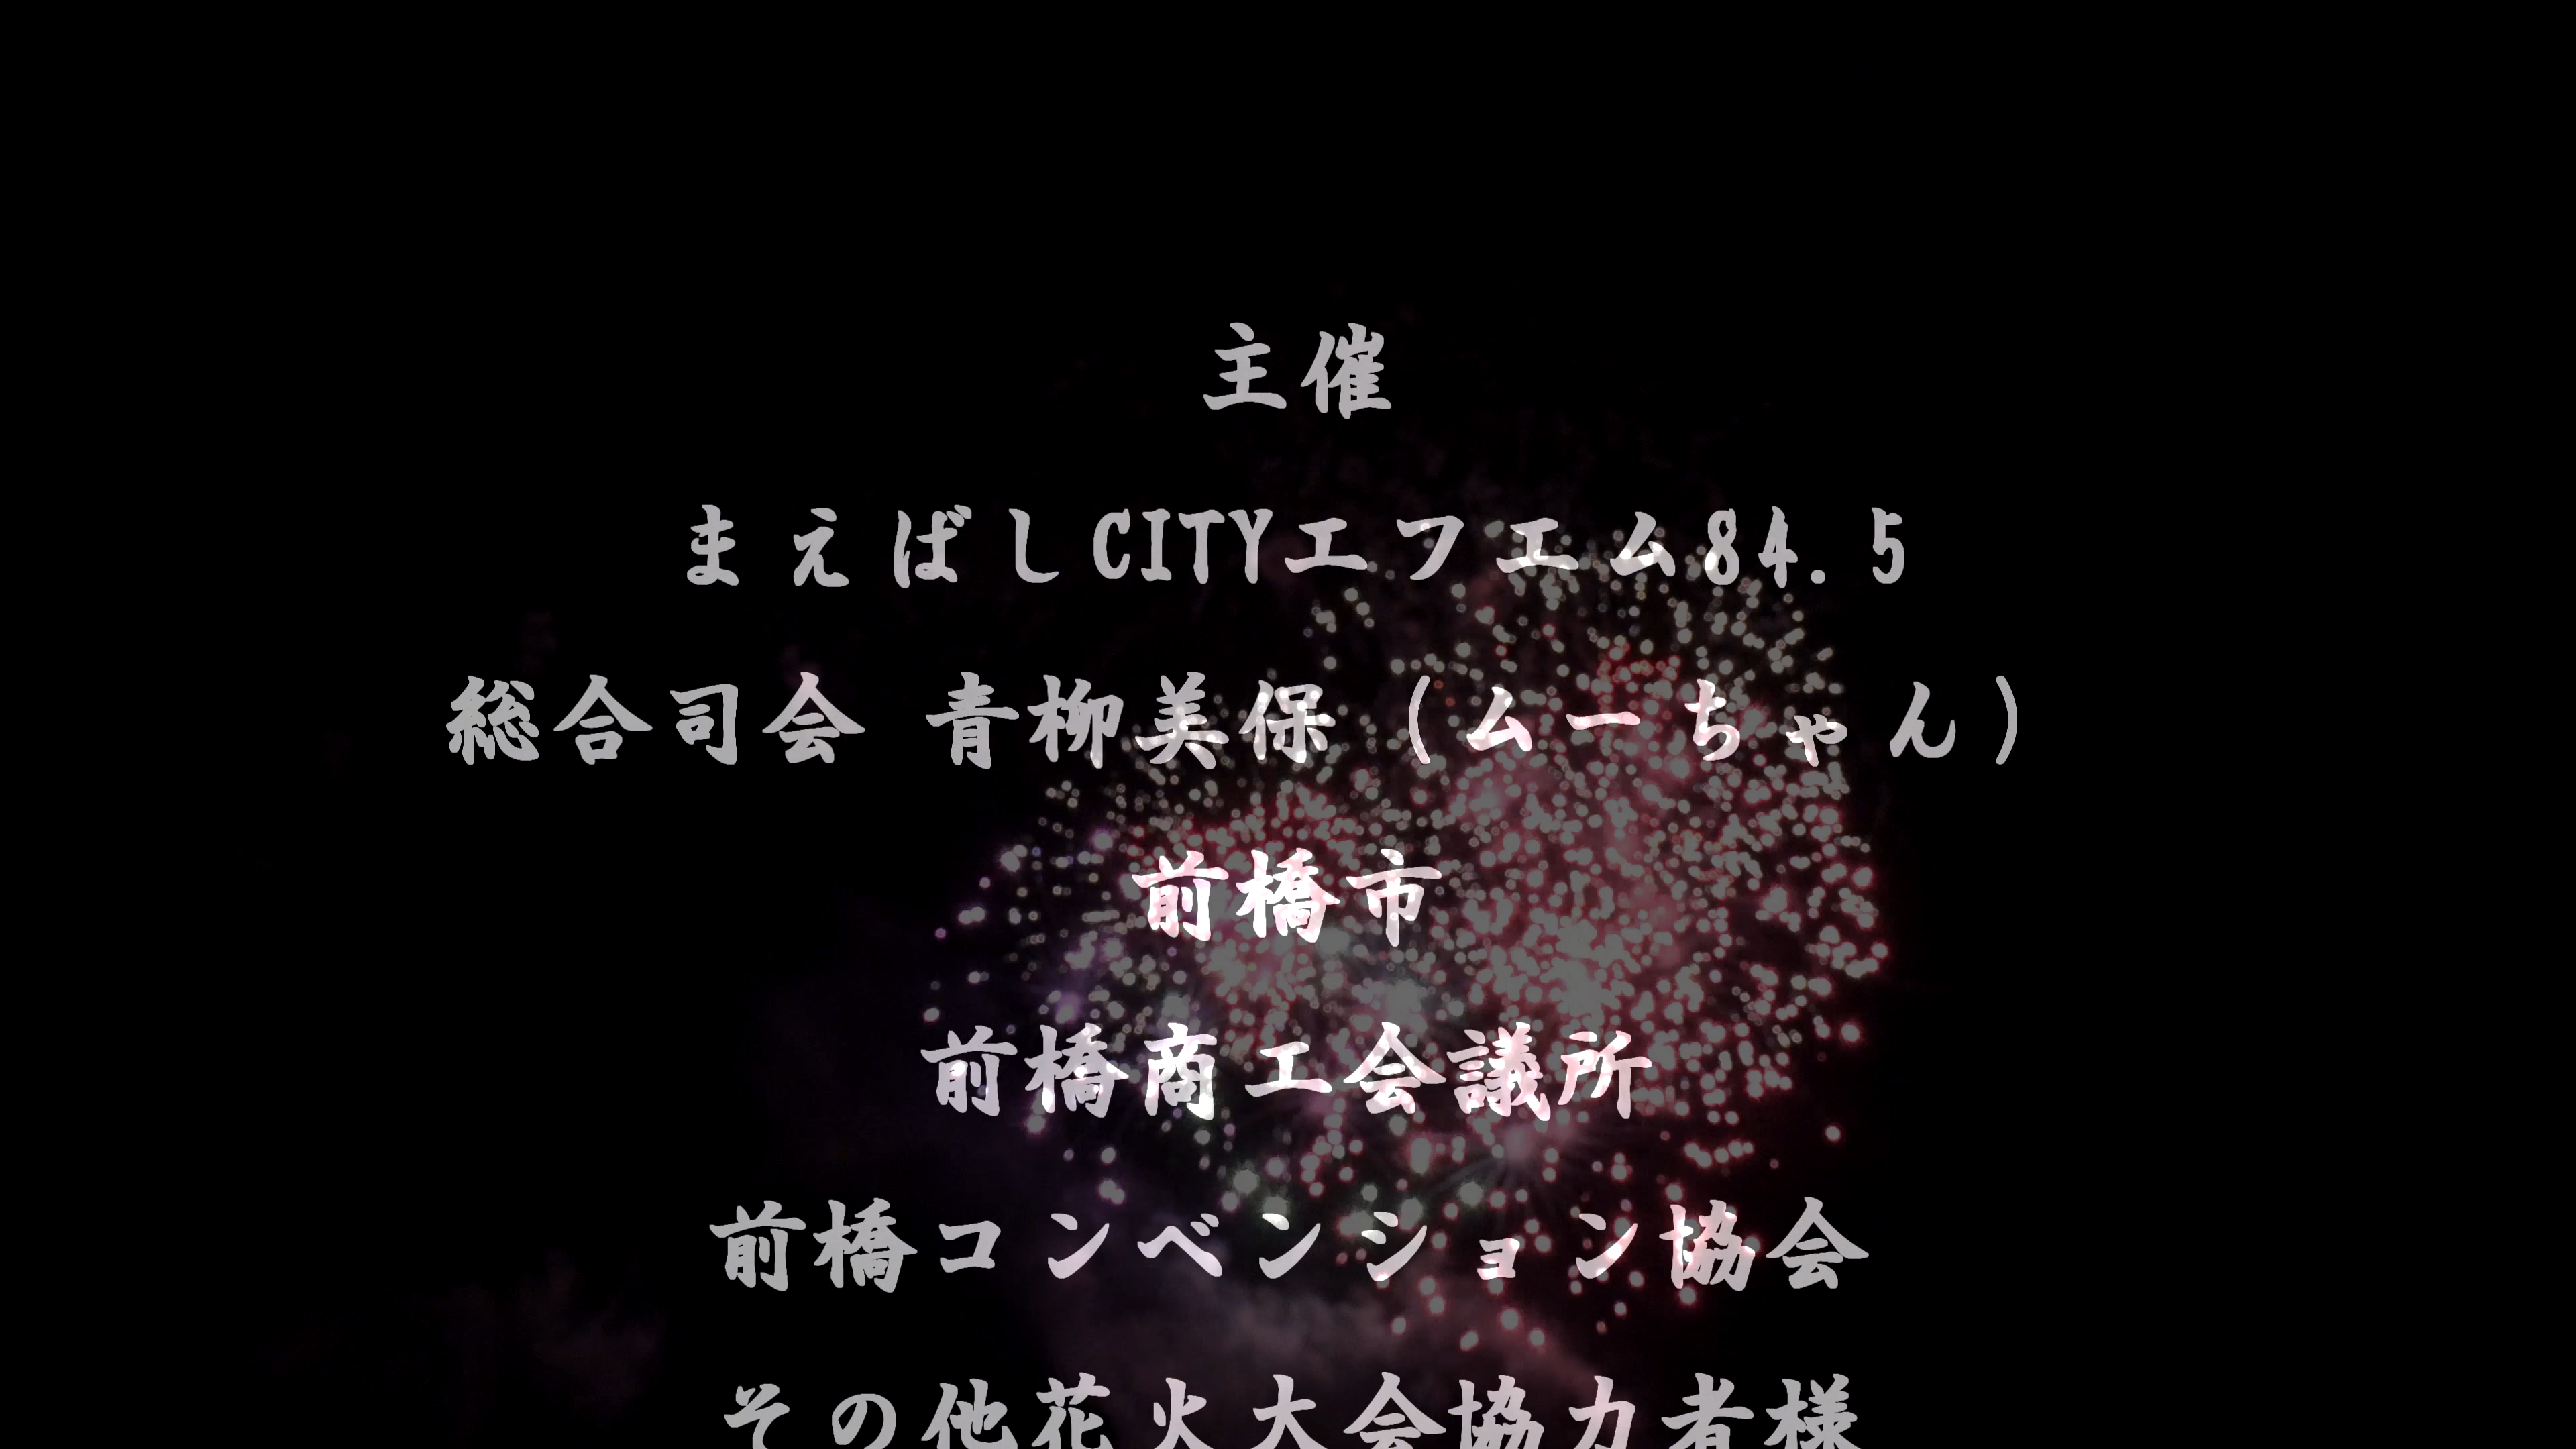 主催
まえばしCITYエフエム84.5
総合司会 青柳美保（ムーちゃん）
前橋市
前橋商工会議所
前橋コンベンション協会
その他花火大会協力者様